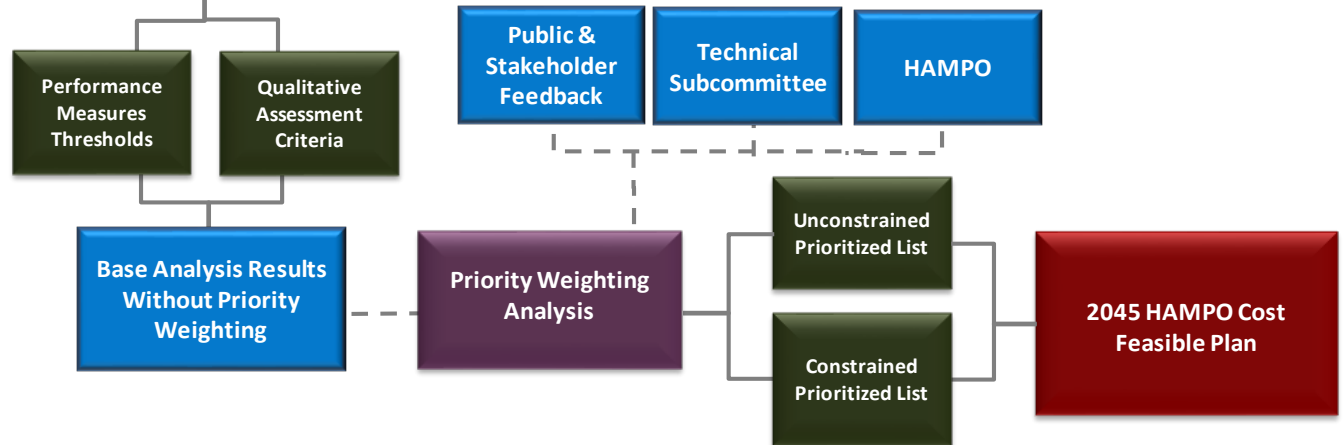 Performance
Measures
Thresholds
Qualitative
Assessment
Criteria
Public &
Stakeholder
Feedback
Technical
Subcommittee
HAMPO
Base Analysis Results
Without Priority
Weighting
Priority Weighting
Analysis
Unconstrained
Prioritized List
Constrained
Prioritized List
2045 HAMPO Cost
Feasible Plan